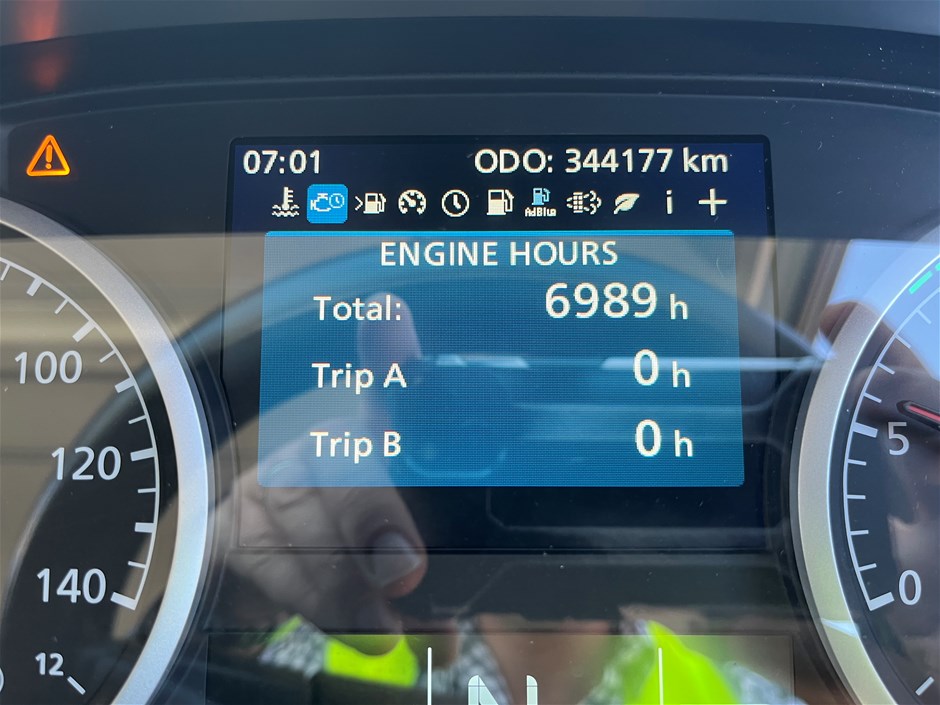 07:01 ODO: 344177 km
AdBlue i +
ENGINE HOURS
Total: 6989 h
Trip A 0 h
Trip B 0 h
100
120
140
12
5
0
N